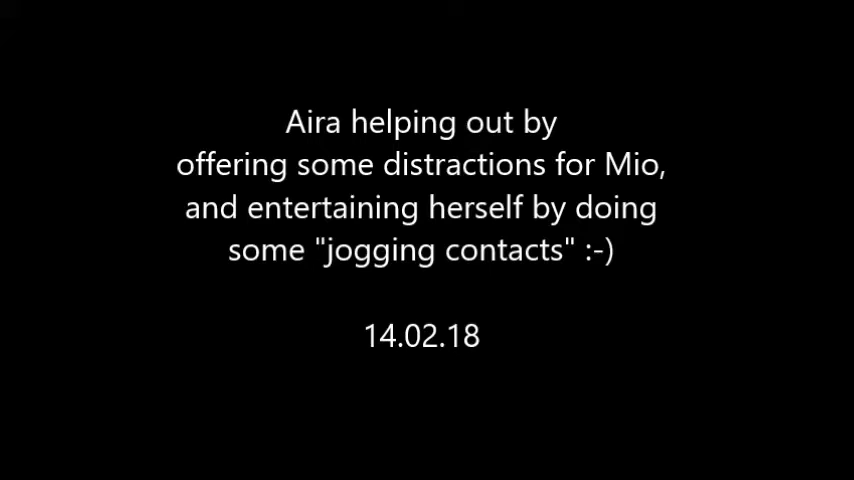 Aira helping out by
offering some distractions for Mio,
and entertaining herself by doing
some "jogging contacts" :-)
14.02.18